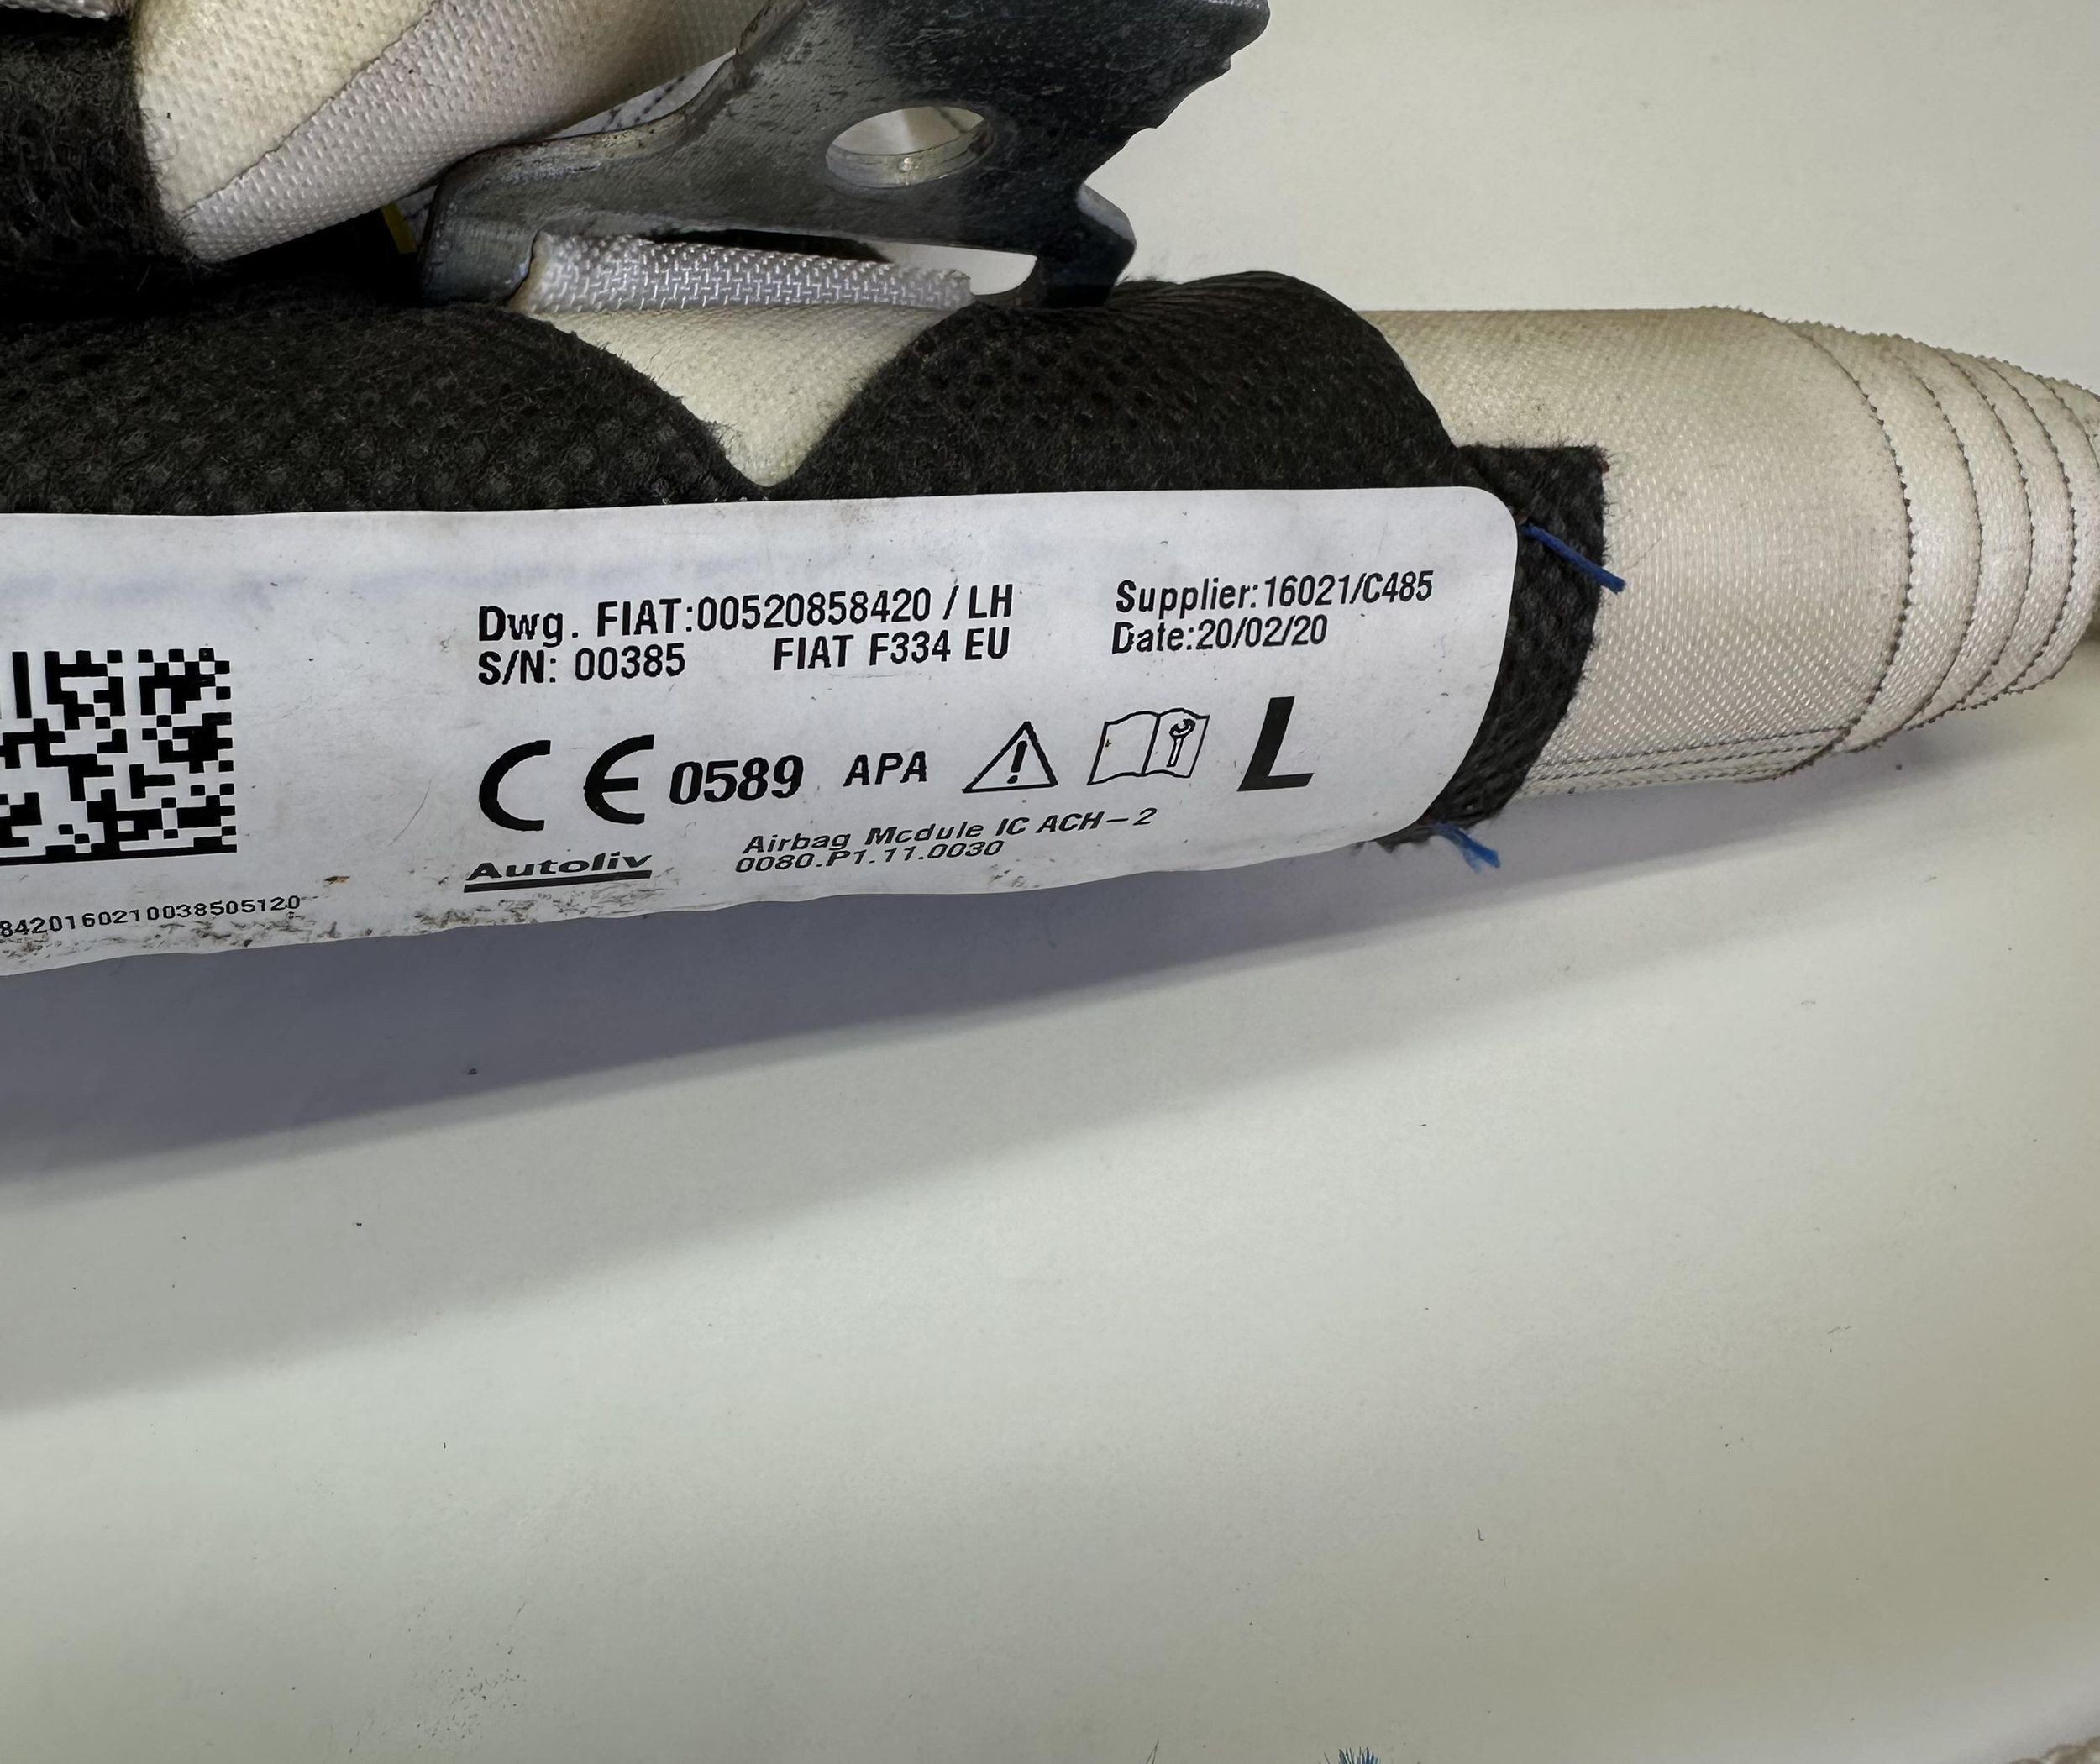 Dwg. FIAT:00520858420 / LH
S/N: 00385 FIAT F334 EU
Supplier:16021/C485
Date:20/02/20
CE 0589 APA L
Autoliv
Airbag Mcdule IC ACH-2
0080.P1.11.0030
8420160210038505120